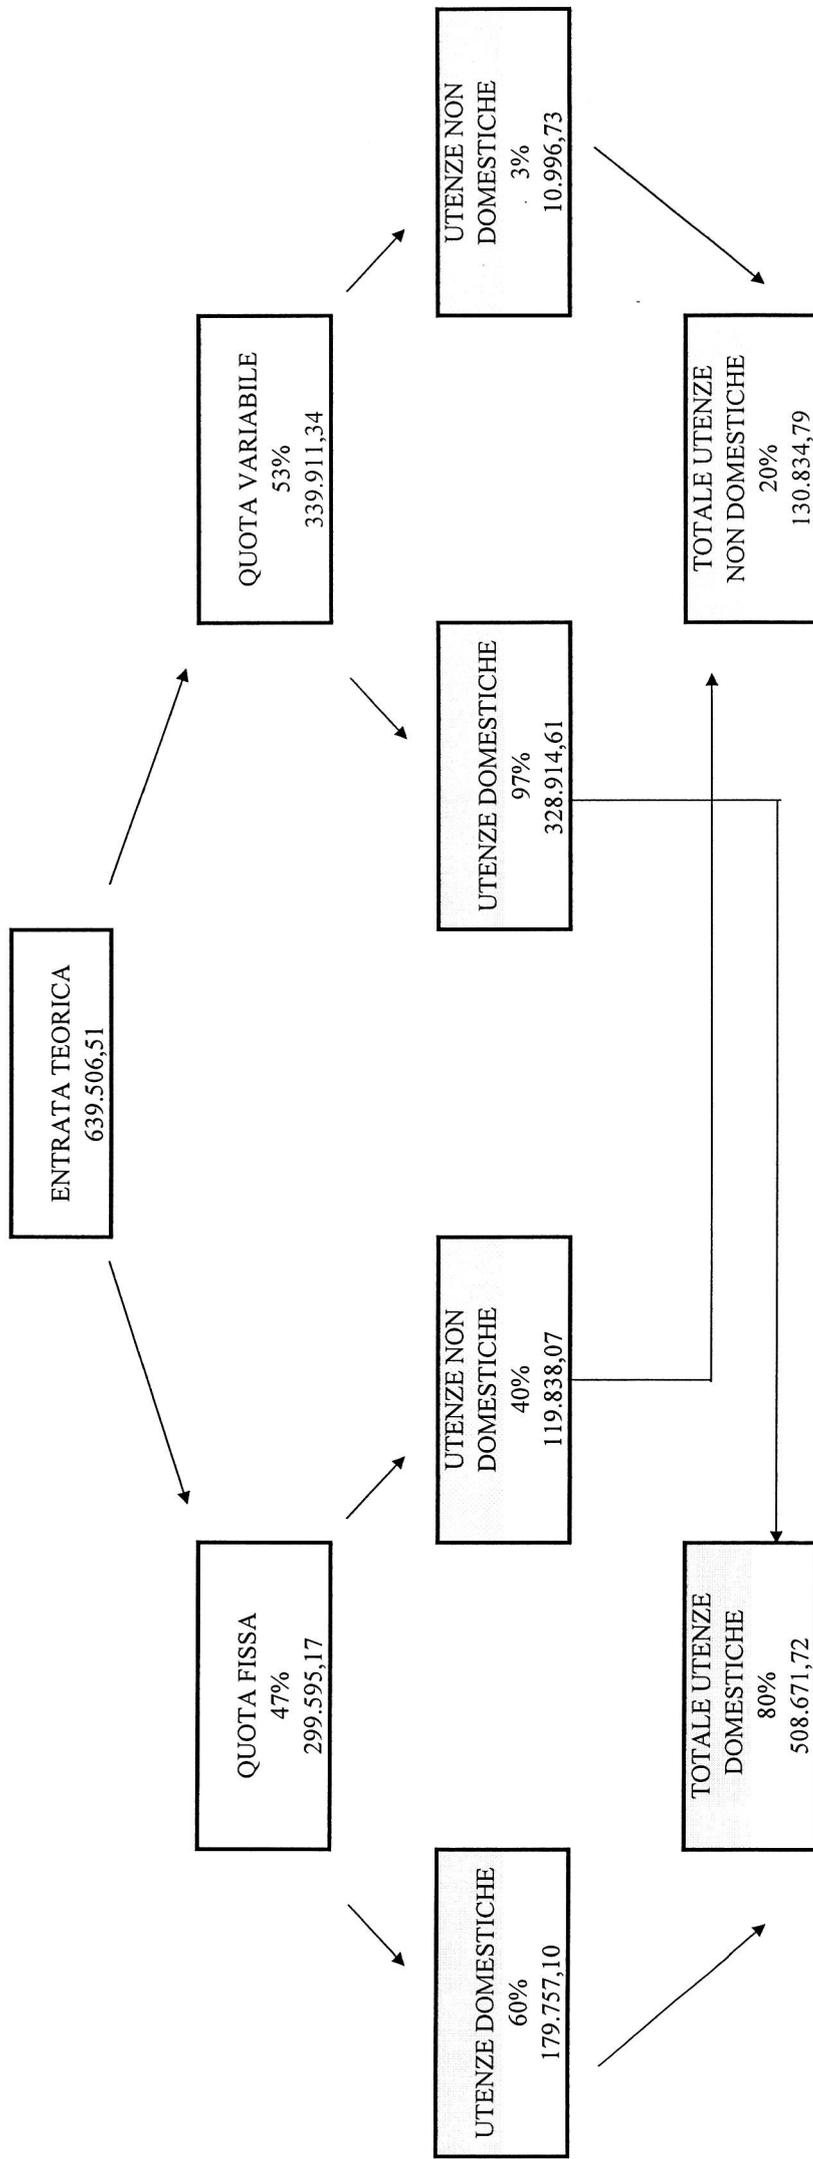 ENTRATA TEORICA
639.506,51
QUOTA FISSA
47%
299.595,17
QUOTA VARIABILE
53%
339.911,34
UTENZE DOMESTICHE
60%
179.757,10
UTENZE NON
DOMESTICHE
40%
119.838,07
UTENZE DOMESTICHE
97%
328.914,61
UTENZE NON
DOMESTICHE
3%
10.996,73
TOTALE UTENZE
DOMESTICHE
80%
508.671,72
TOTALE UTENZE
NON DOMESTICHE
20%
130.834,79